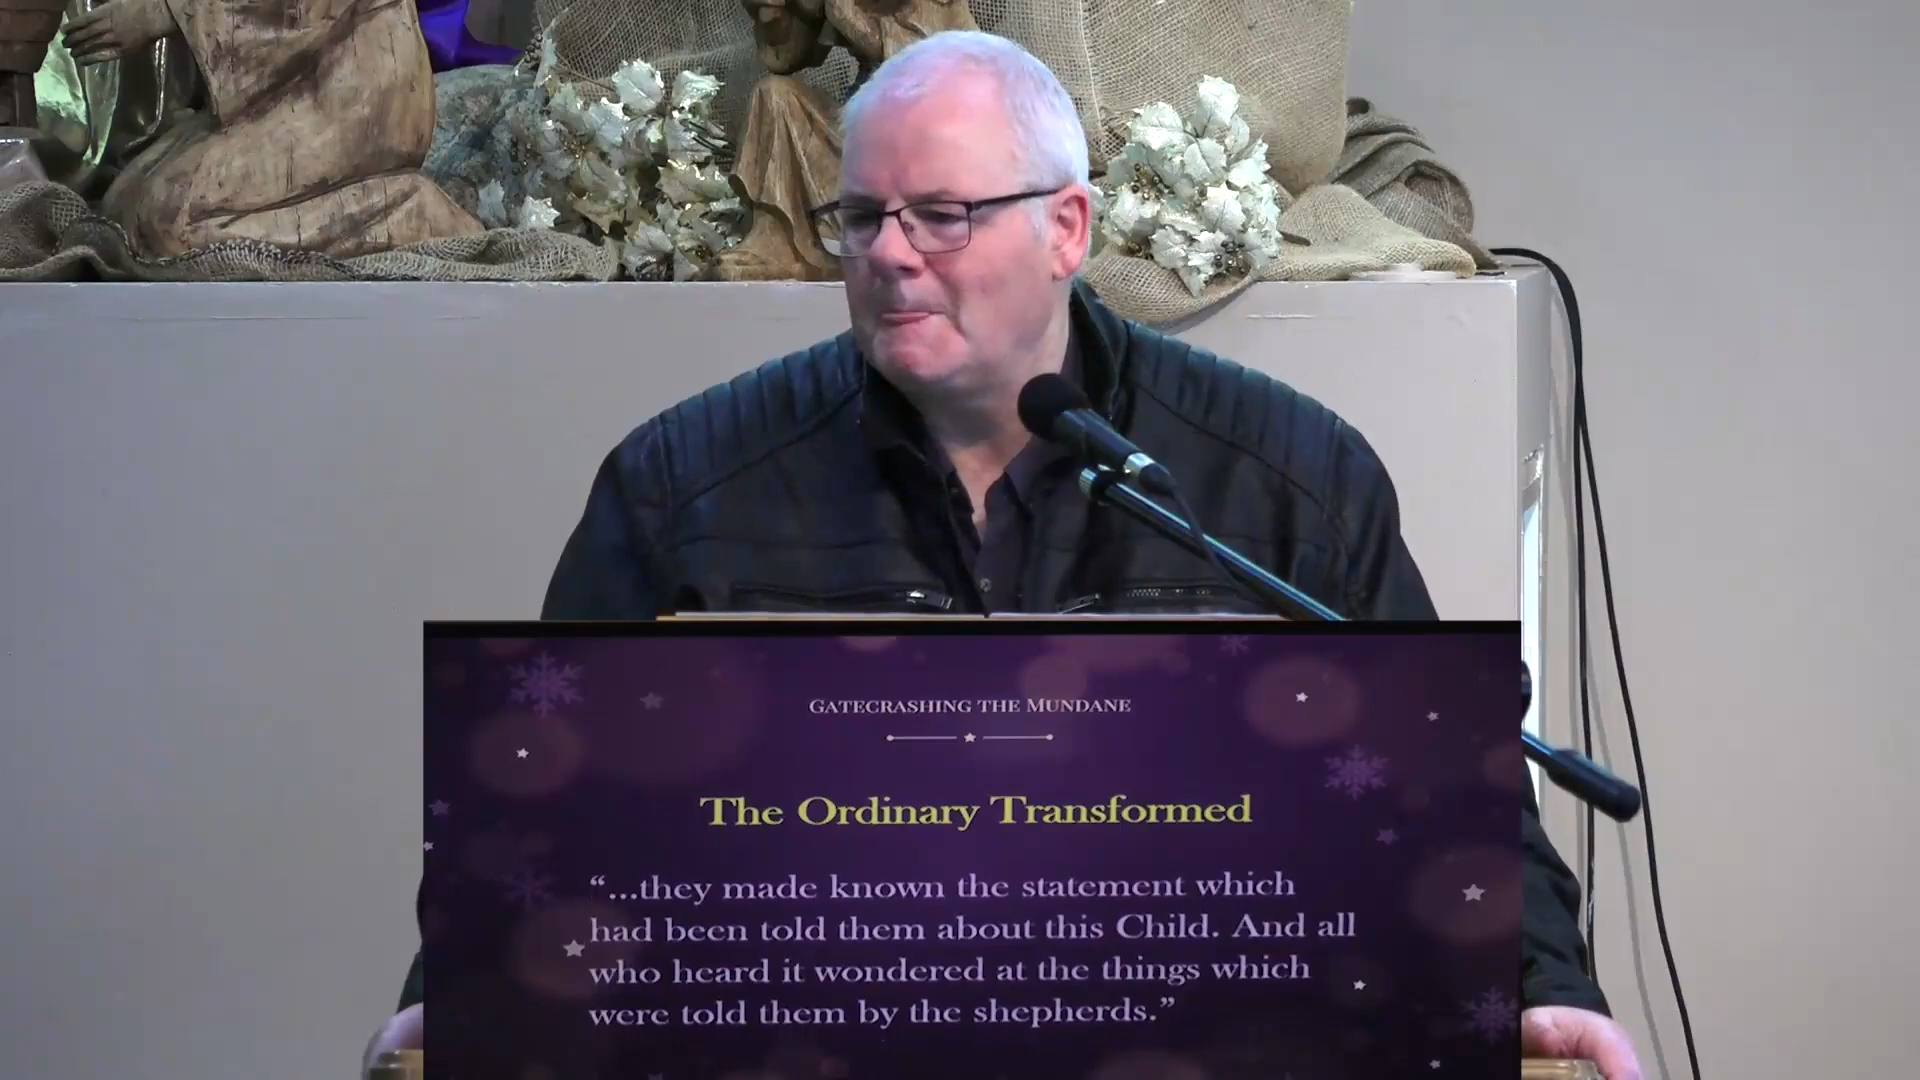 Gatecrashing the Mundane
The Ordinary Transformed
“...they made known the statement which
had been told them about this Child. And all
who heard it wondered at the things which
were told them by the shepherds.”